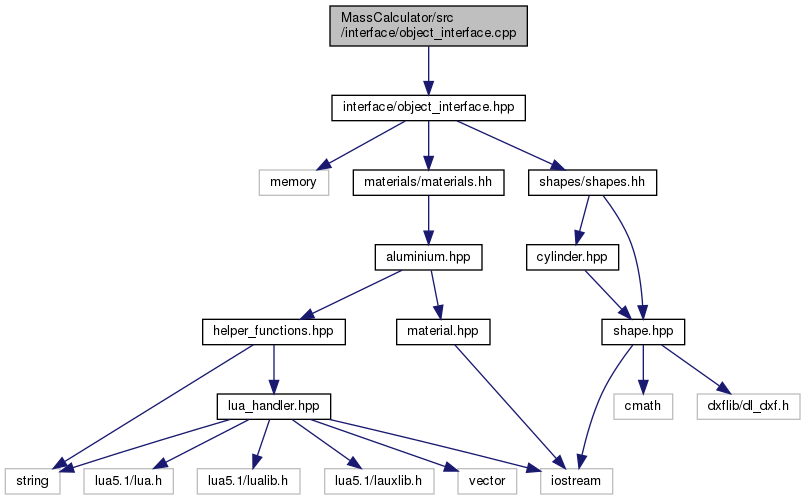 MassCalculator/src
/interface/object_interface.cpp
interface/object_interface.hpp
memory
materials/materials.hh
shapes/shapes.hh
aluminium.hpp
cylinder.hpp
helper_functions.hpp
material.hpp
shape.hpp
lua_handler.hpp
cmath
dxflib/dl_dxf.h
string
lua5.1/lua.h
lua5.1/lualib.h
lua5.1/lauxlib.h
vector
iostream